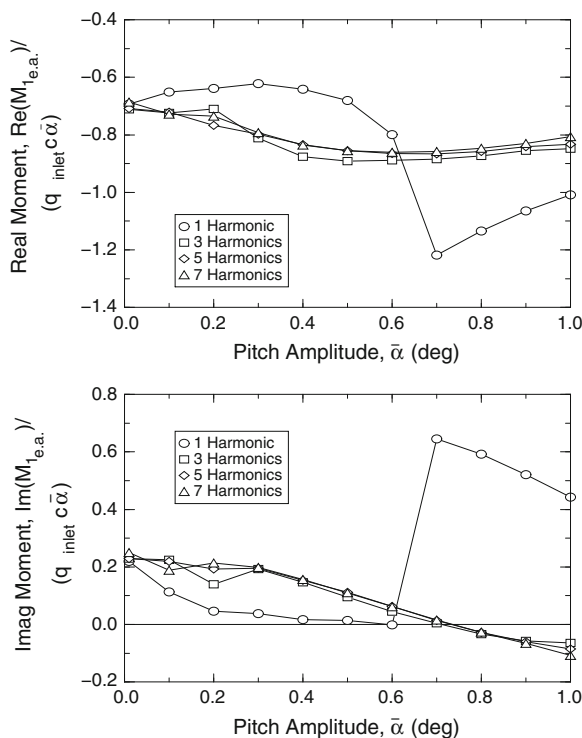 −0.4
−0.6
−0.8
−1.0
−1.2
−1.4
Real Moment, Re(M1e.a.)/
(q inlet cᾱ)
1 Harmonic
3 Harmonics
5 Harmonics
7 Harmonics
0.0 0.2 0.4 0.6 0.8 1.0
Pitch Amplitude, ᾱ (deg)
0.8
0.6
0.4
0.2
0.0
−0.2
Imag Moment, Im(M1e.a.)/
(q inlet cᾱ)
1 Harmonic
3 Harmonics
5 Harmonics
7 Harmonics
0.0 0.2 0.4 0.6 0.8 1.0
Pitch Amplitude, ᾱ (deg)